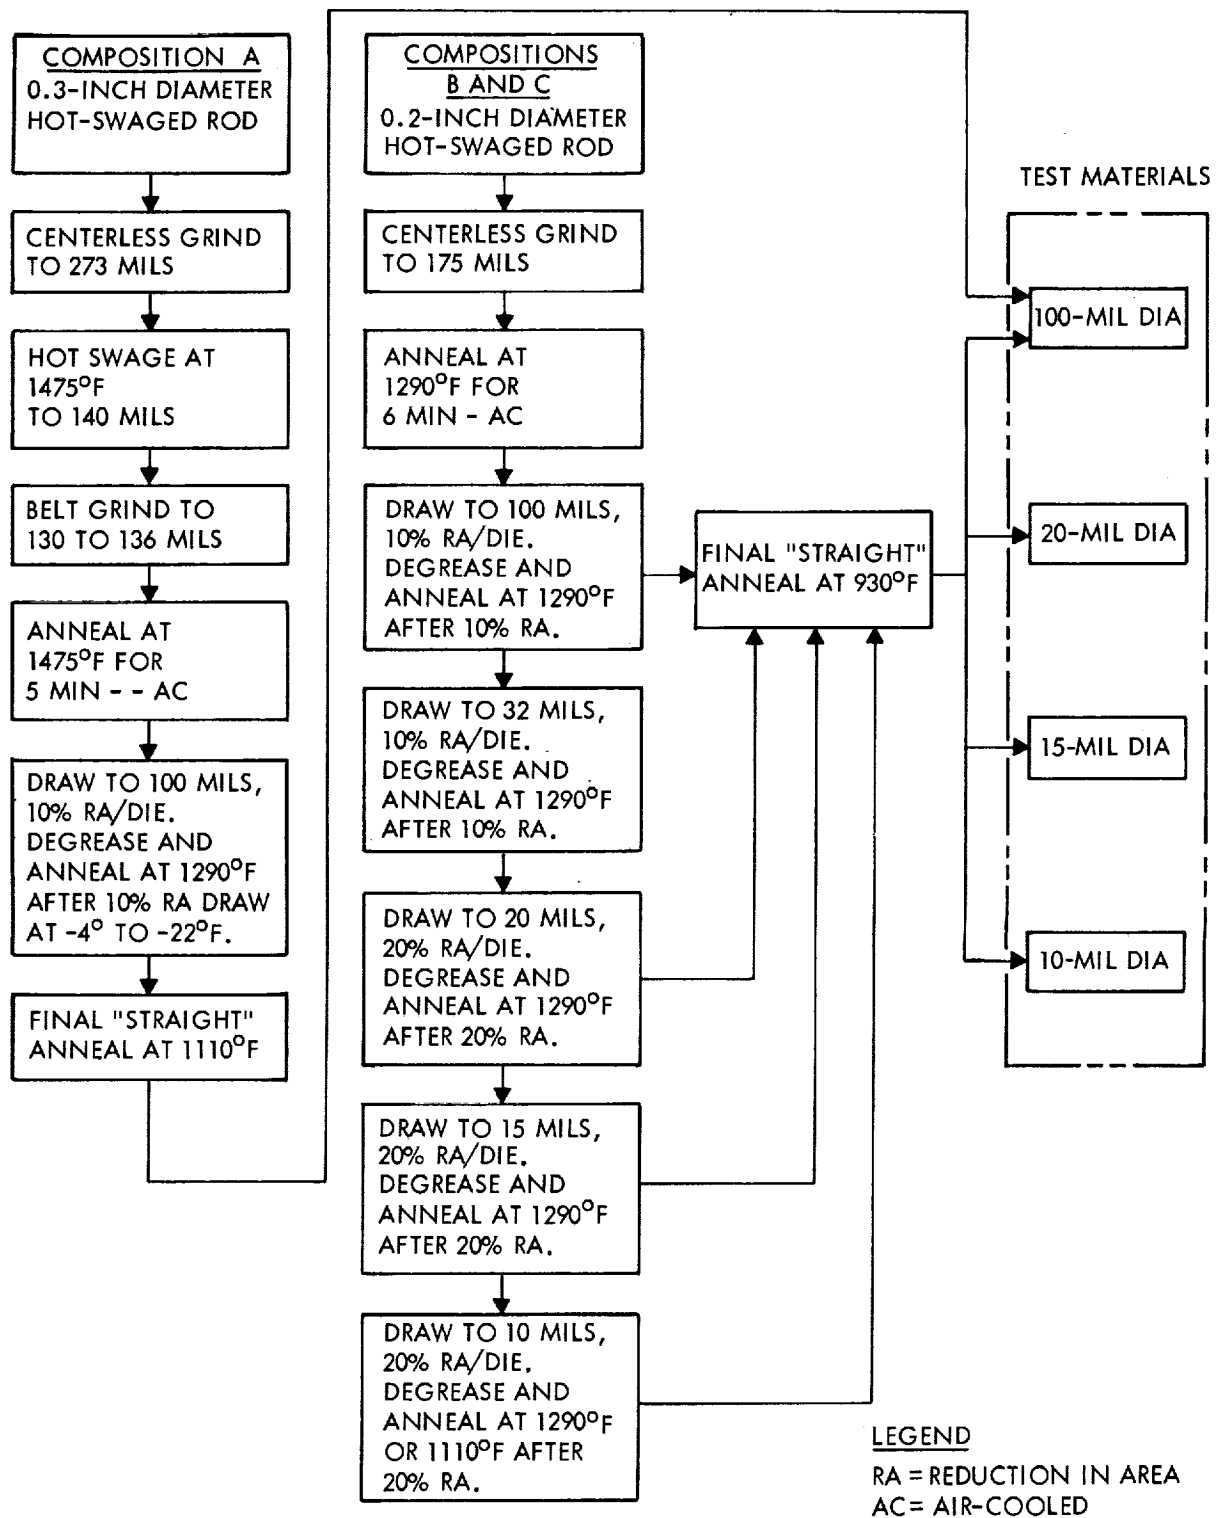 COMPOSITION A
0.3-INCH DIAMETER
HOT-SWAGED ROD
CENTERLESS GRIND
TO 273 MILS
HOT SWAGE AT
1475°F
TO 140 MILS
BELT GRIND TO
130 TO 136 MILS
ANNEAL AT
1475°F FOR
5 MIN - - AC
DRAW TO 100 MILS,
10% RA/DIE.
DEGREASE AND
ANNEAL AT 1290°F
AFTER 10% RA DRAW
AT -4° TO -22°F.
FINAL "STRAIGHT"
ANNEAL AT 1110°F
COMPOSITIONS
B AND C
0.2-INCH DIAMETER
HOT-SWAGED ROD
CENTERLESS GRIND
TO 175 MILS
ANNEAL AT
1290°F FOR
6 MIN - AC
DRAW TO 100 MILS,
10% RA/DIE.
DEGREASE AND
ANNEAL AT 1290°F
AFTER 10% RA.
DRAW TO 32 MILS,
10% RA/DIE.
DEGREASE AND
ANNEAL AT 1290°F
AFTER 10% RA.
DRAW TO 20 MILS,
20% RA/DIE.
DEGREASE AND
ANNEAL AT 1290°F
AFTER 20% RA.
DRAW TO 15 MILS,
20% RA/DIE.
DEGREASE AND
ANNEAL AT 1290°F
AFTER 20% RA.
DRAW TO 10 MILS,
20% RA/DIE.
DEGREASE AND
ANNEAL AT 1290°F
OR 1110°F AFTER
20% RA.
FINAL "STRAIGHT"
ANNEAL AT 930°F
TEST MATERIALS
100-MIL DIA
20-MIL DIA
15-MIL DIA
10-MIL DIA
LEGEND
RA = REDUCTION IN AREA
AC= AIR-COOLED